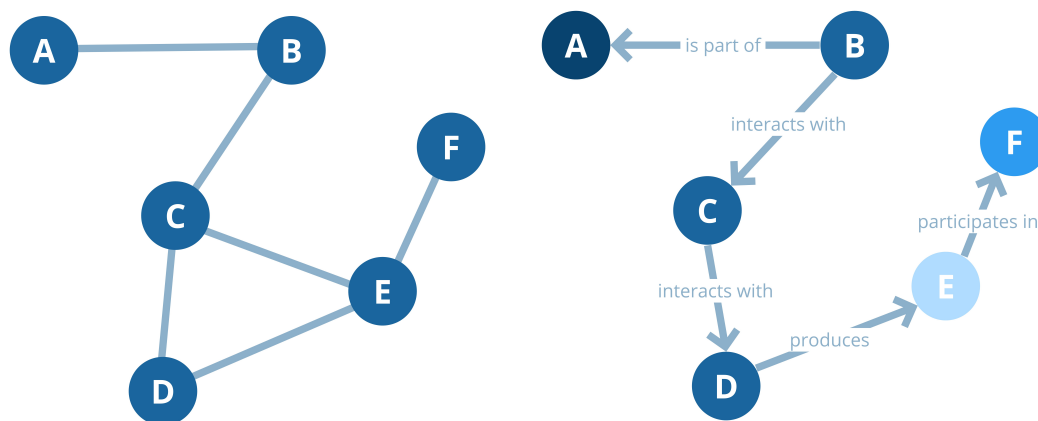 A
B
F
C
E
D
A
is part of
B
interacts with
F
C
participates in
E
interacts with
produces
D